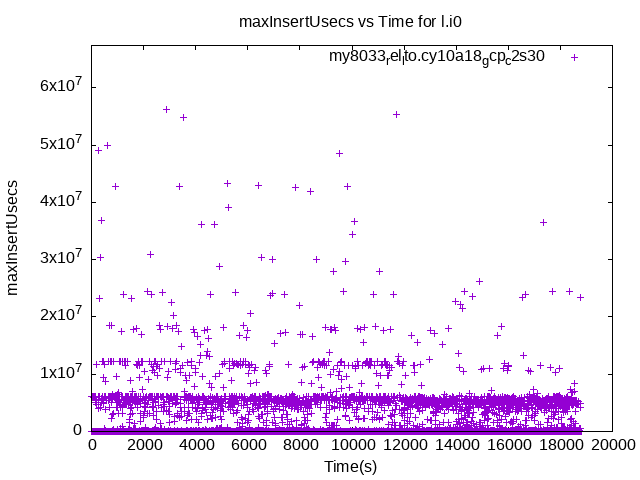 maxInsertUsecs vs Time for l.i0
my8033relito.cy10a18gcpc2s30
6x10^7
5x10^7
4x10^7
3x10^7
2x10^7
1x10^7
0
maxInsertUsecs
0 2000 4000 6000 8000 10000 12000 14000 16000 18000 20000
Time(s)